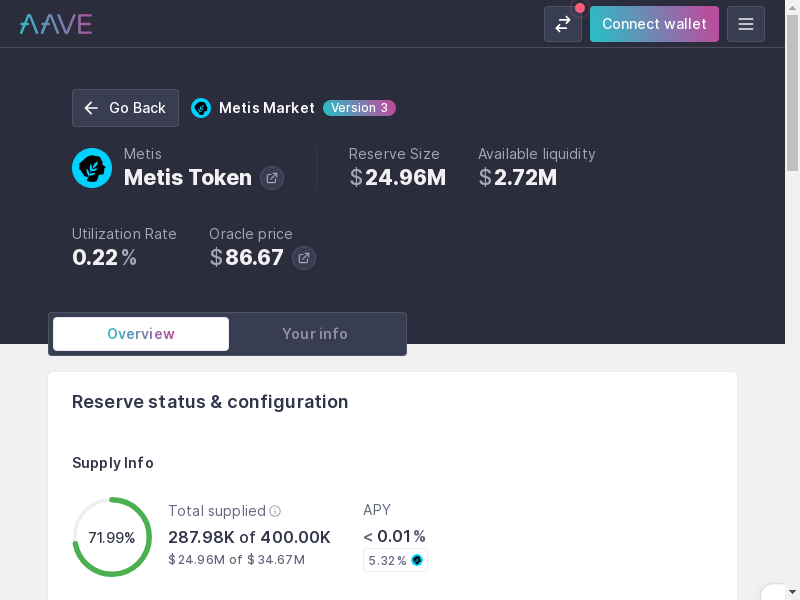 AAVE
Connect wallet
Go Back
Metis Market
Version 3
Metis
Metis Token
Reserve Size
$24.96M
Available liquidity
$2.72M
Utilization Rate
0.22%
Oracle price
$86.67
Overview
Your info
Reserve status & configuration
Supply Info
71.99%
Total supplied
287.98K of 400.00K
$24.96M of $34.67M
APY
< 0.01%
5.32%